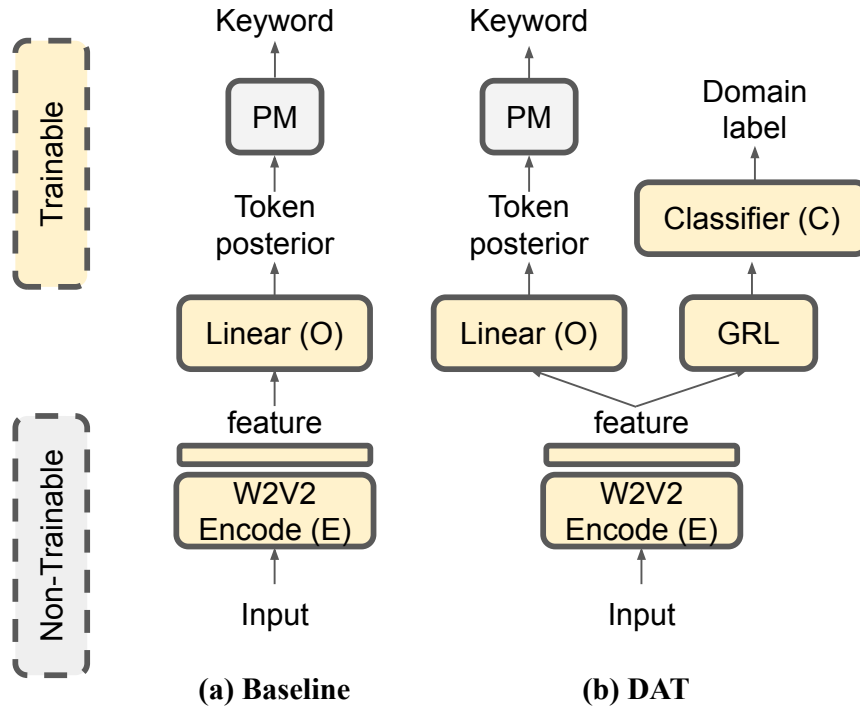 Trainable
Non-Trainable
Keyword
PM
Token
posterior
Linear (O)
feature
W2V2
Encode (E)
Input
(a) Baseline
Keyword
PM
Token
posterior
Linear (O)
Domain
label
Classifier (C)
GRL
feature
W2V2
Encode (E)
Input
(b) DAT